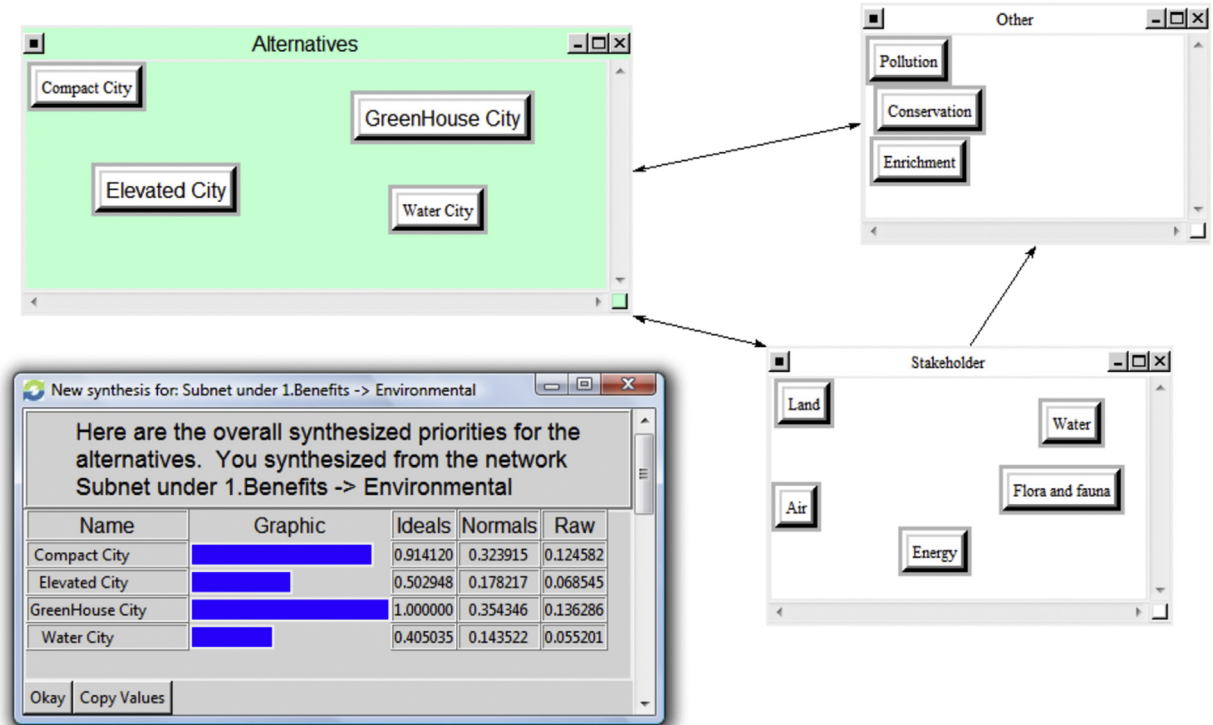 Alternatives
Compact City
GreenHouse City
Elevated City
Water City
Other
Pollution
Conservation
Enrichment
Stakeholder
Land
Water
Flora and fauna
Air
Energy
New synthesis for: Subnet under 1.Benefits -> Environmental
Here are the overall synthesized priorities for the
alternatives. You synthesized from the network
Subnet under 1.Benefits -> Environmental
Name Graphic Ideals Normals Raw
Compact City 0.914120 0.323915 0.124582
Elevated City 0.502948 0.178217 0.068545
GreenHouse City 1.000000 0.354346 0.136286
Water City 0.405035 0.143522 0.055201
Okay Copy Values